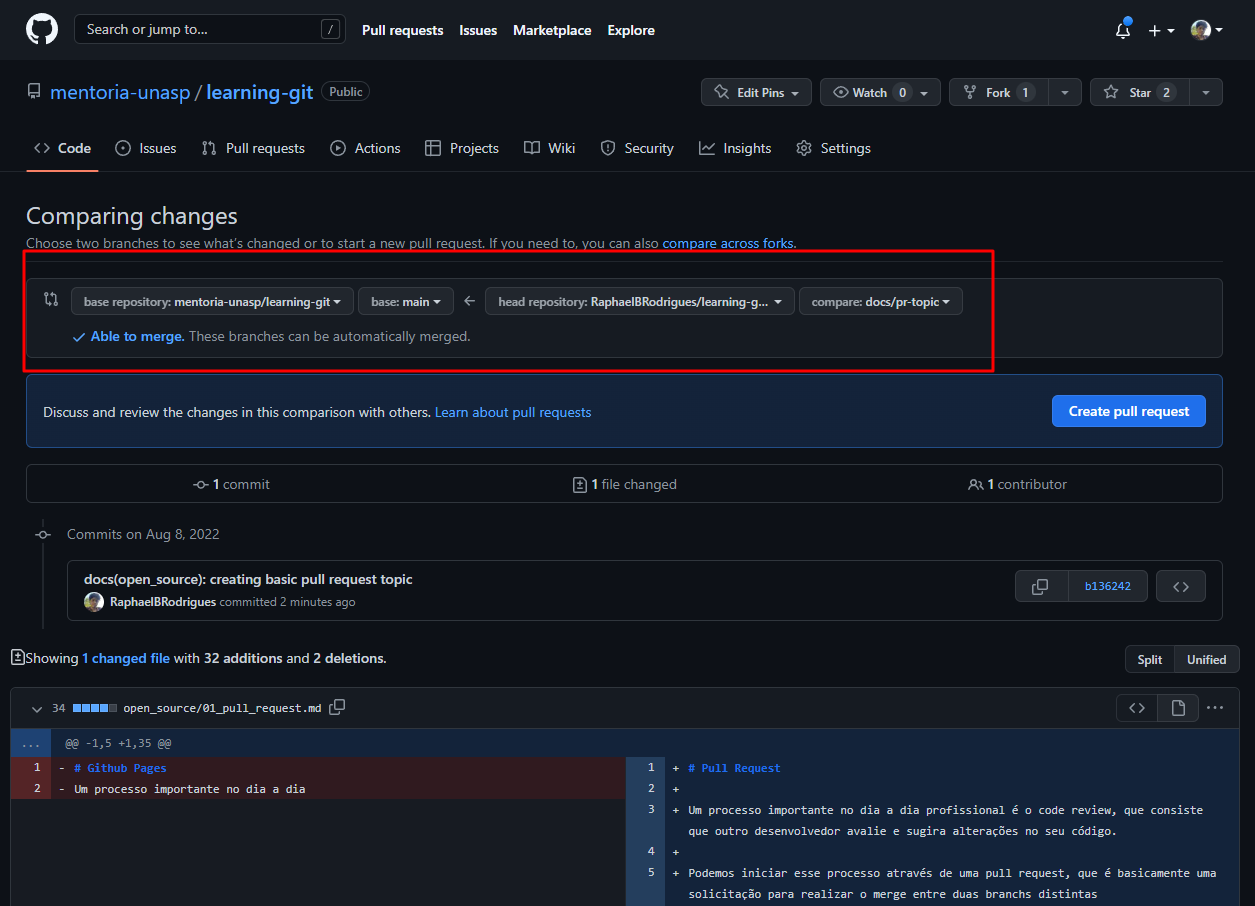 Search or jump to... /
Pull requests Issues Marketplace Explore
mentoria-unasp / learning-git Public
Edit Pins Watch 0 Fork 1 Star 2
Code Issues Pull requests Actions Projects Wiki Security Insights Settings
Comparing changes
Choose two branches to see what's changed or to start a new pull request. If you need to, you can also compare across forks.
base repository: mentoria-unasp/learning-git base: main ← head repository: RaphaelBRodrigues/learning-g... compare: docs/pr-topic
Able to merge. These branches can be automatically merged.
Discuss and review the changes in this comparison with others. Learn about pull requests
Create pull request
1 commit 1 file changed 1 contributor
Commits on Aug 8, 2022
docs(open_source): creating basic pull request topic
RaphaelBRodrigues committed 2 minutes ago
b136242
Showing 1 changed file with 32 additions and 2 deletions.
Split Unified
34 open_source/01_pull_request.md
... @@ -1,5 +1,35 @@
1 - # Github Pages
2 - Um processo importante no dia a dia
1 + # Pull Request
2 +
3 + Um processo importante no dia a dia profissional é o code review, que consiste
que outro desenvolvedor avalie e sugira alterações no seu código.
4 +
5 + Podemos iniciar esse processo através de uma pull request, que é basicamente uma
solicitação para realizar o merge entre duas branchs distintas